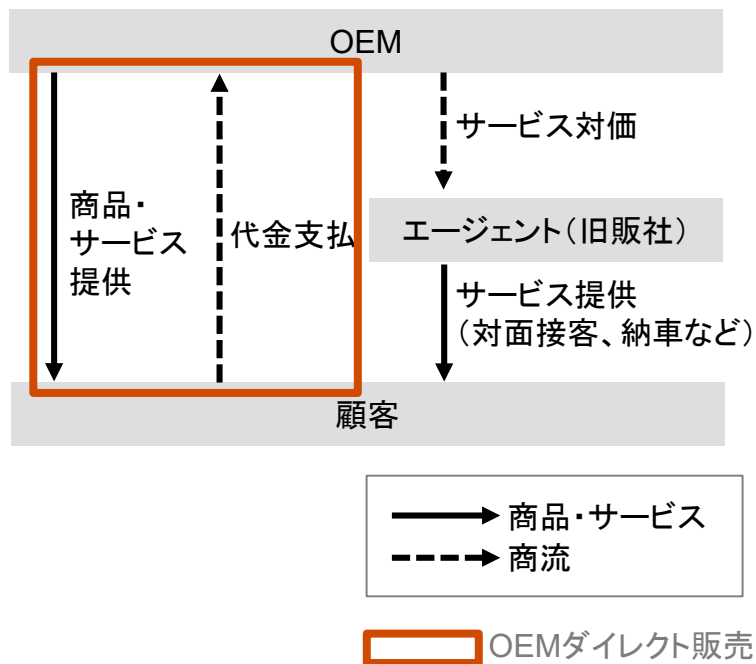 OEM
商品・
サービス
提供
代金支払
サービス対価
エージェント（旧販社）
サービス提供
（対面接客、納車など）
顧客
商品・サービス
商流
OEMダイレクト販売